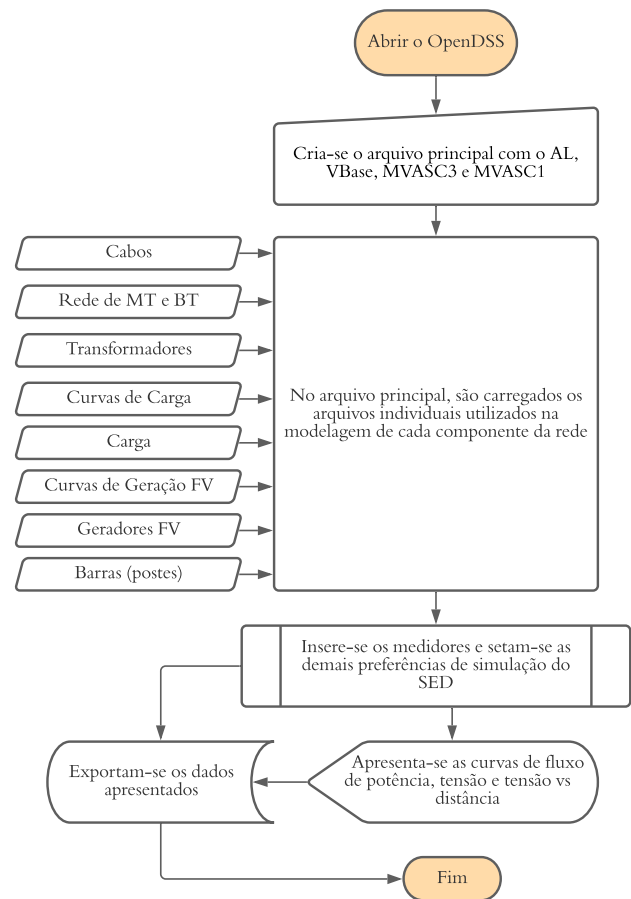 Abrir o OpenDSS
Cria-se o arquivo principal com o AL,
VBase, MVASC3 e MVASC1
Cabos
Rede de MT e BT
Transformadores
Curvas de Carga
Carga
Curvas de Geração FV
Geradores FV
Barras (postes)
No arquivo principal, são carregados os
arquivos individuais utilizados na
modelagem de cada componente da rede
Insere-se os medidores e setam-se as
demais preferências de simulação do
SED
Exportam-se os dados
apresentados
Apresenta-se as curvas de fluxo
de potência, tensão e tensão vs
distância
Fim